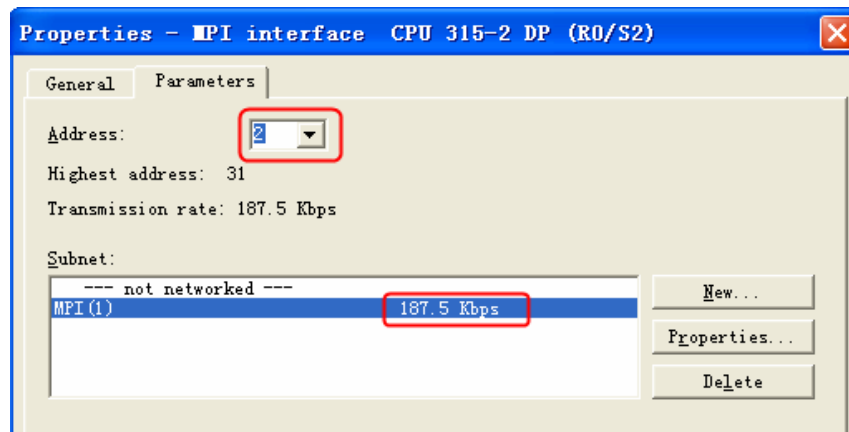 Properties - MPI interface CPU 315-2 DP (R0/S2)
General Parameters
Address: 2
Highest address: 31
Transmission rate: 187.5 Kbps
Subnet:
--- not networked ---
MPI(1) 187.5 Kbps
New...
Properties...
Delete